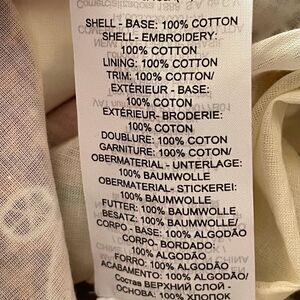 SHELL - BASE: 100% COTTON
SHELL- EMBROIDERY:
100% COTTON
LINING: 100% COTTON
TRIM: 100% COTTON/
EXTÉRIEUR - BASE:
100% COTON
EXTÉRIEUR- BRODERIE:
100% COTON
DOUBLURE: 100% COTON
GARNITURE: 100% COTON/
OBERMATERIAL - UNTERLAGE:
100% BAUMWOLLE
OBERMATERIAL- STICKEREI:
100% BAUMWOLLE
FUTTER: 100% BAUMWOLLE
BESATZ: 100% BAUMWOLLE/
CORPO - BASE: 100% ALGODÃO
CORPO- BORDADO:
100% ALGODÃO
FORRO: 100% ALGODÃO
ACABAMENTO: 100% ALGODÃO/
Состав ВЕРХНИЙ СЛОЙ -
ОСНОВА: 100% ХЛОПОК